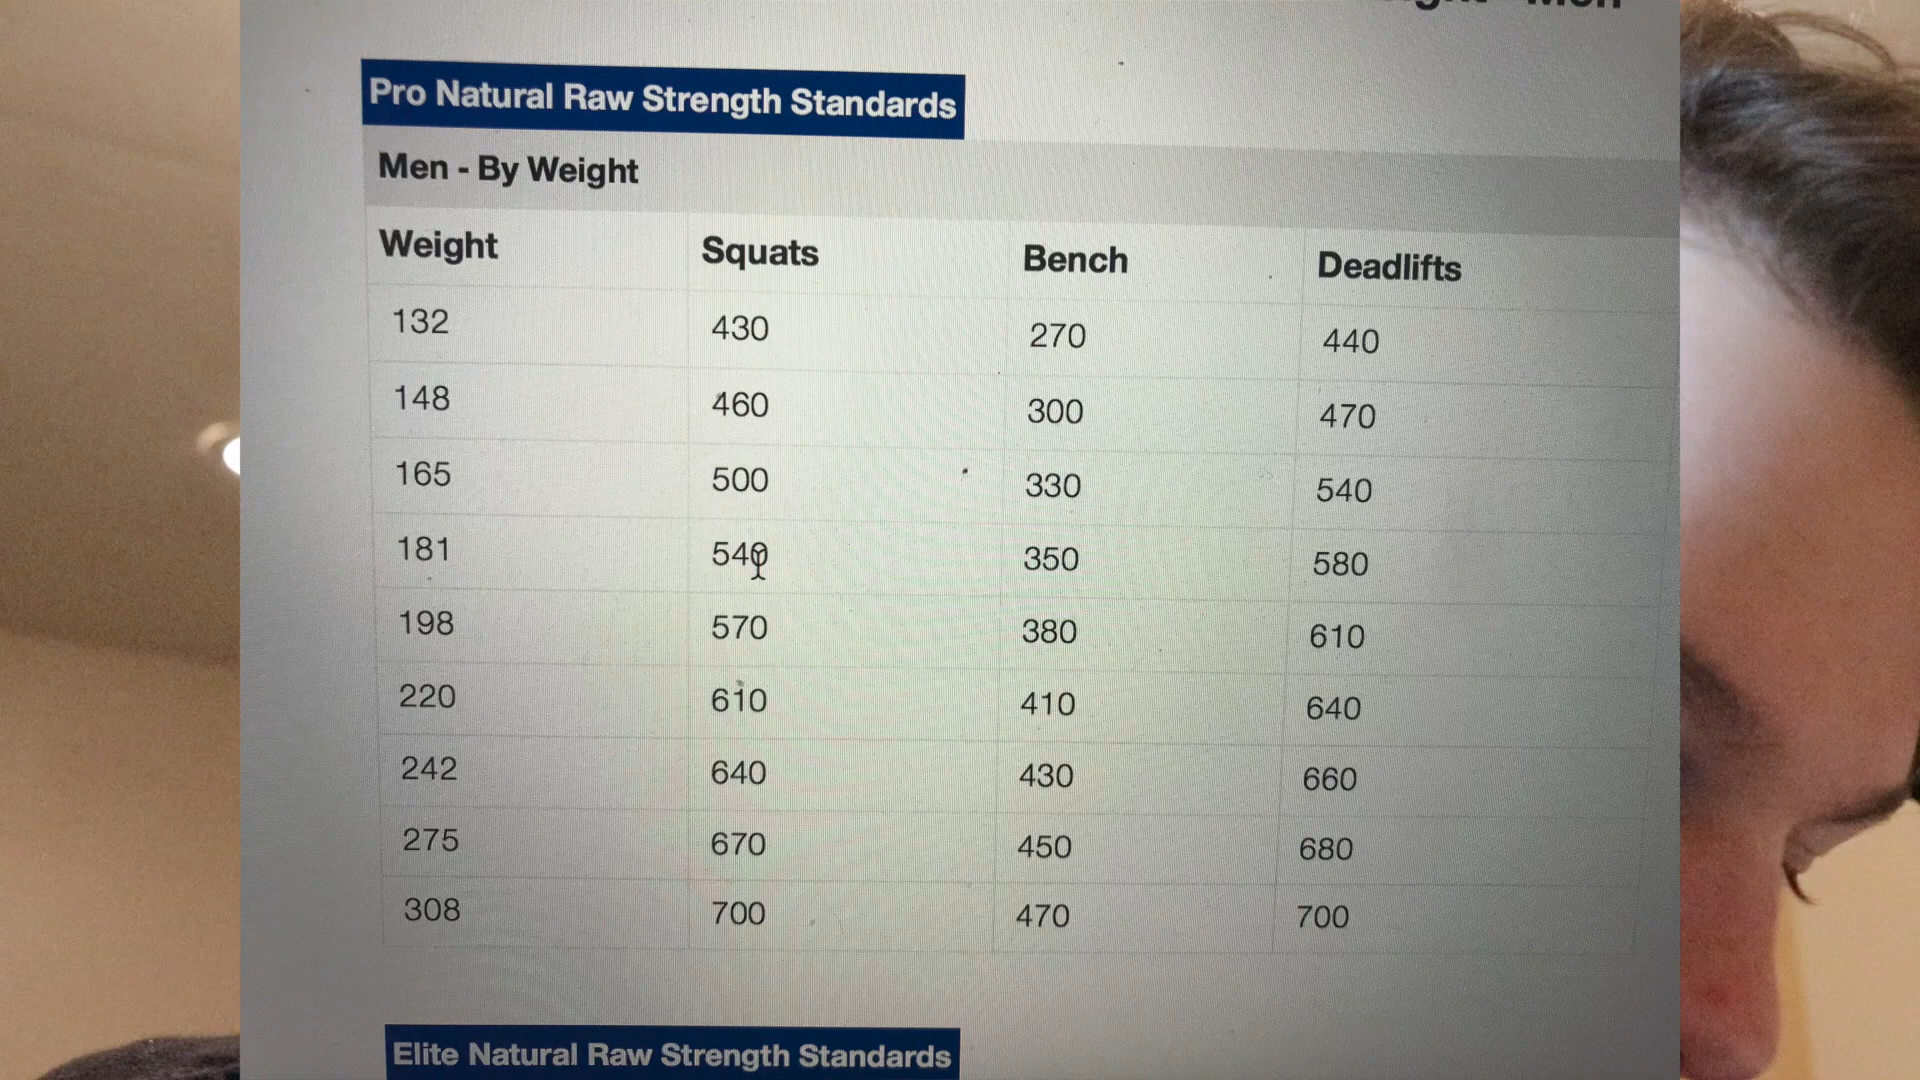 Men
Pro Natural Raw Strength Standards
Men - By Weight
Weight Squats Bench Deadlifts
132 430 270 440
148 460 300 470
165 500 330 540
181 540 350 580
198 570 380 610
220 610 410 640
242 640 430 660
275 670 450 680
308 700 470 700
Elite Natural Raw Strength Standards